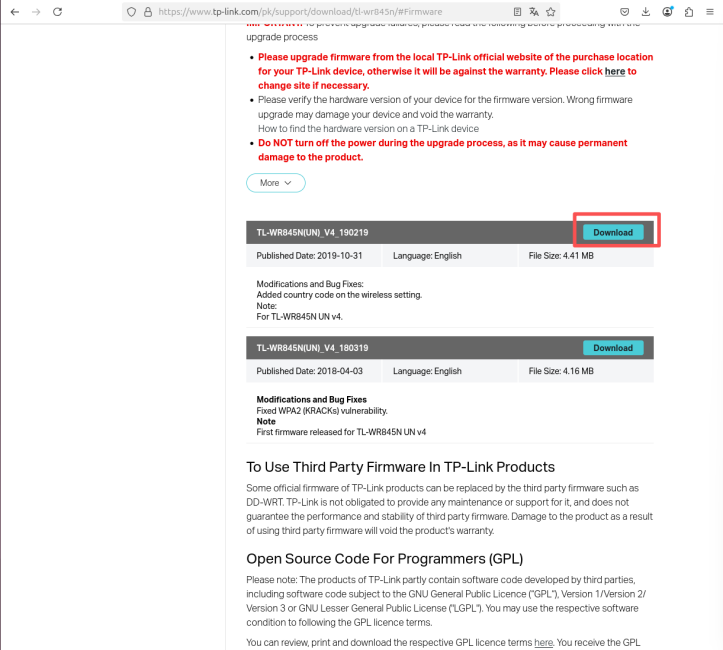 https://www.tp-link.com/pk/support/download/tl-wr845n/#Firmware
IMPORTANT: To prevent upgrade failures, please read the following before proceeding with the
upgrade process
• Please upgrade firmware from the local TP-Link official website of the purchase location
for your TP-Link device, otherwise it will be against the warranty. Please click here to
change site if necessary.
• Please verify the hardware version of your device for the firmware version. Wrong firmware
upgrade may damage your device and void the warranty.
How to find the hardware version on a TP-Link device
• Do NOT turn off the power during the upgrade process, as it may cause permanent
damage to the product.
More
TL-WR845N(UN)_V4_190219 Download
Published Date: 2019-10-31 Language: English File Size: 4.41 MB
Modifications and Bug Fixes:
Added country code on the wireless setting.
Note:
For TL-WR845N UN v4.
TL-WR845N(UN)_V4_180319 Download
Published Date: 2018-04-03 Language: English File Size: 4.16 MB
Modifications and Bug Fixes
Fixed WPA2 (KRACKs) vulnerability.
Note
First firmware released for TL-WR845N UN v4
To Use Third Party Firmware In TP-Link Products
Some official firmware of TP-Link products can be replaced by the third party firmware such as
DD-WRT. TP-Link is not obligated to provide any maintenance or support for it, and does not
guarantee the performance and stability of third party firmware. Damage to the product as a result
of using third party firmware will void the product's warranty.
Open Source Code For Programmers (GPL)
Please note: The products of TP-Link partly contain software code developed by third parties,
including software code subject to the GNU General Public Licence ("GPL"), Version 1/Version 2/
Version 3 or GNU Lesser General Public License ("LGPL"). You may use the respective software
condition to following the GPL licence terms.
You can review, print and download the respective GPL licence terms here. You receive the GPL